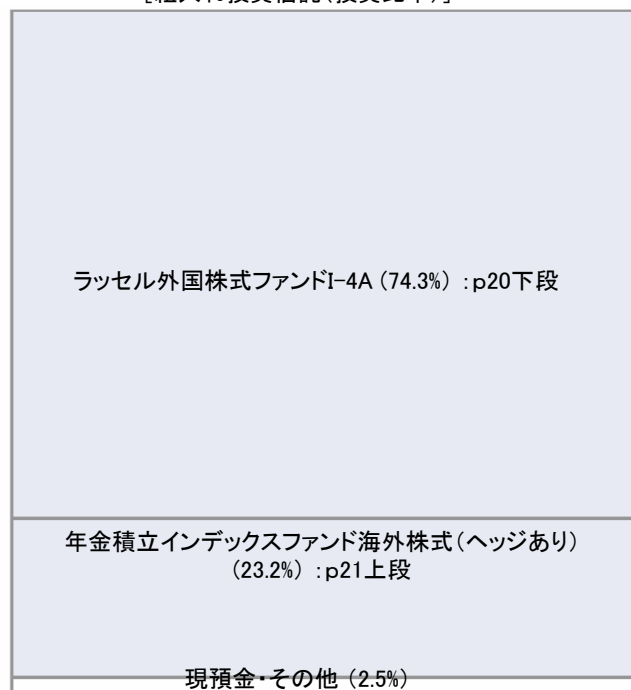 ラッセル外国株式ファンドI-4A (74.3%) :p20下段
年金積立インデックスファンド海外株式(ヘッジあり)
(23.2%) :p21上段
現預金・その他 (2.5%)